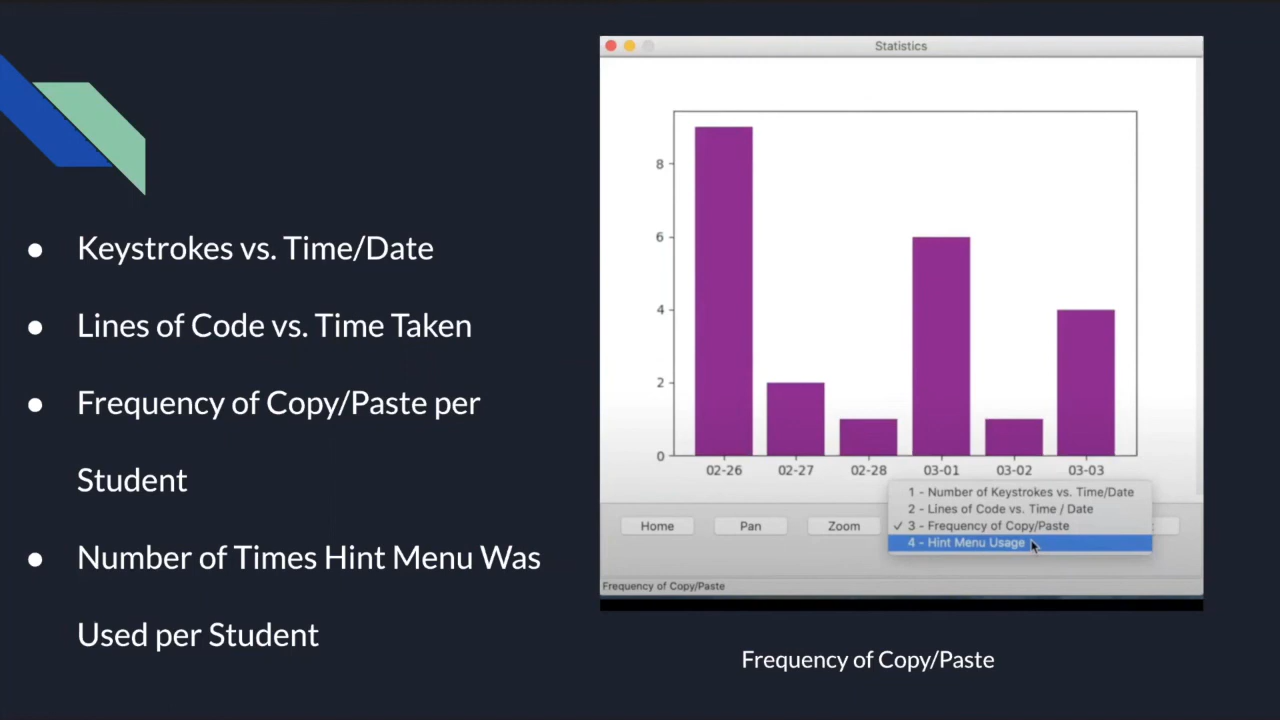 Keystrokes vs. Time/Date
Lines of Code vs. Time Taken
Frequency of Copy/Paste per
Student
Number of Times Hint Menu Was
Used per Student
Statistics
8
6
4
2
0
02-26 02-27 02-28 03-01 03-02 03-03
1 - Number of Keystrokes vs. Time/Date
2 - Lines of Code vs. Time / Date
✓ 3 - Frequency of Copy/Paste
4 - Hint Menu Usage
Home Pan Zoom
Frequency of Copy/Paste
Frequency of Copy/Paste